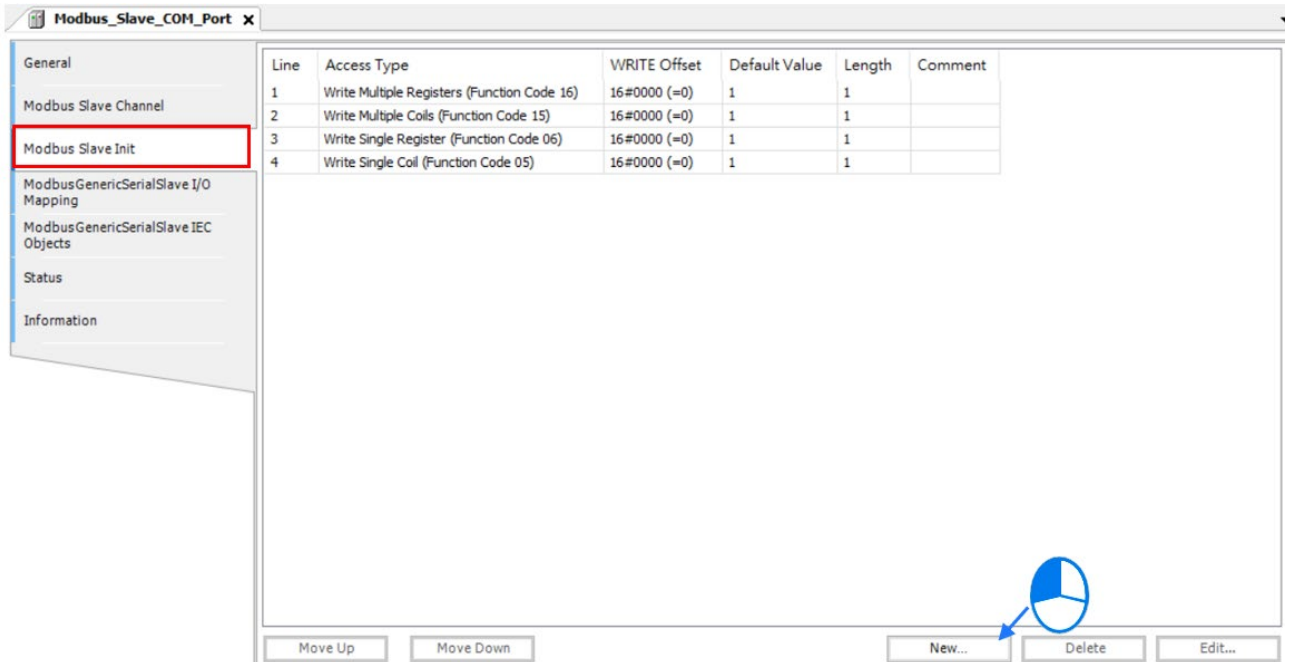 Modbus_Slave_COM_Port x
General
Modbus Slave Channel
Modbus Slave Init
ModbusGenericSerialSlave I/O
Mapping
ModbusGenericSerialSlave IEC
Objects
Status
Information
Line Access Type WRITE Offset Default Value Length Comment
1 Write Multiple Registers (Function Code 16) 16#0000 (=0) 1 1
2 Write Multiple Coils (Function Code 15) 16#0000 (=0) 1 1
3 Write Single Register (Function Code 06) 16#0000 (=0) 1 1
4 Write Single Coil (Function Code 05) 16#0000 (=0) 1 1
Move Up Move Down New... Delete Edit...